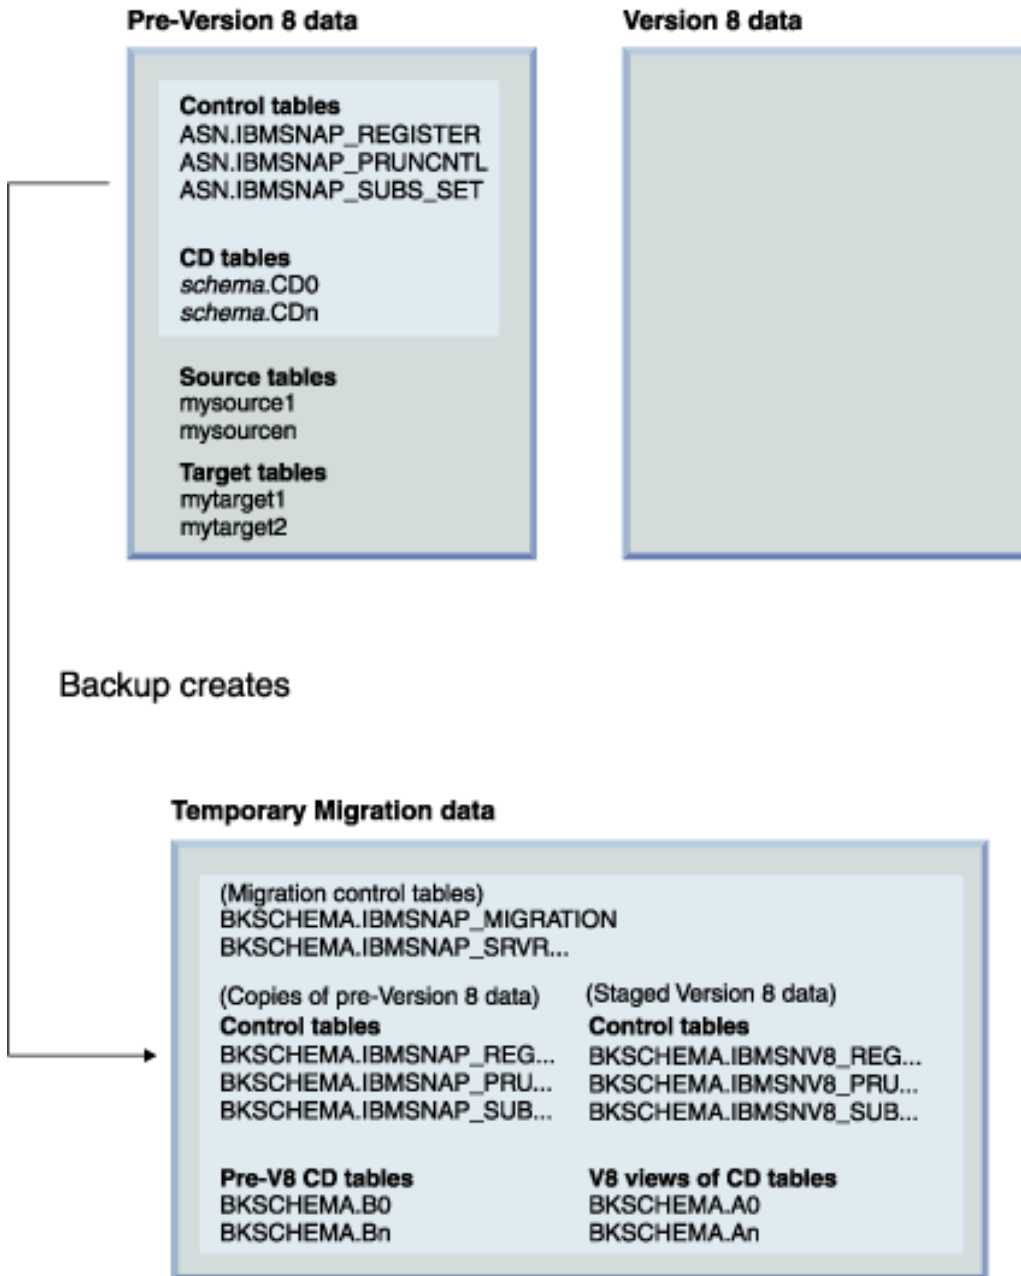 Pre-Version 8 data
Version 8 data
Control tables
ASN.IBMSNAP_REGISTER
ASN.IBMSNAP_PRUNCNTL
ASN.IBMSNAP_SUBS_SET
CD tables
schema.CD0
schema.CDn
Source tables
mysource1
mysourcen
Target tables
mytarget1
mytarget2
Backup creates
Temporary Migration data
(Migration control tables)
BKSCHEMA.IBMSNAP_MIGRATION
BKSCHEMA.IBMSNAP_SRVR...
(Copies of pre-Version 8 data)
Control tables
BKSCHEMA.IBMSNAP_REG...
BKSCHEMA.IBMSNAP_PRU...
BKSCHEMA.IBMSNAP_SUB...
Pre-V8 CD tables
BKSCHEMA.B0
BKSCHEMA.Bn
(Staged Version 8 data)
Control tables
BKSCHEMA.IBMSNV8_REG...
BKSCHEMA.IBMSNV8_PRU...
BKSCHEMA.IBMSNV8_SUB...
V8 views of CD tables
BKSCHEMA.A0
BKSCHEMA.An